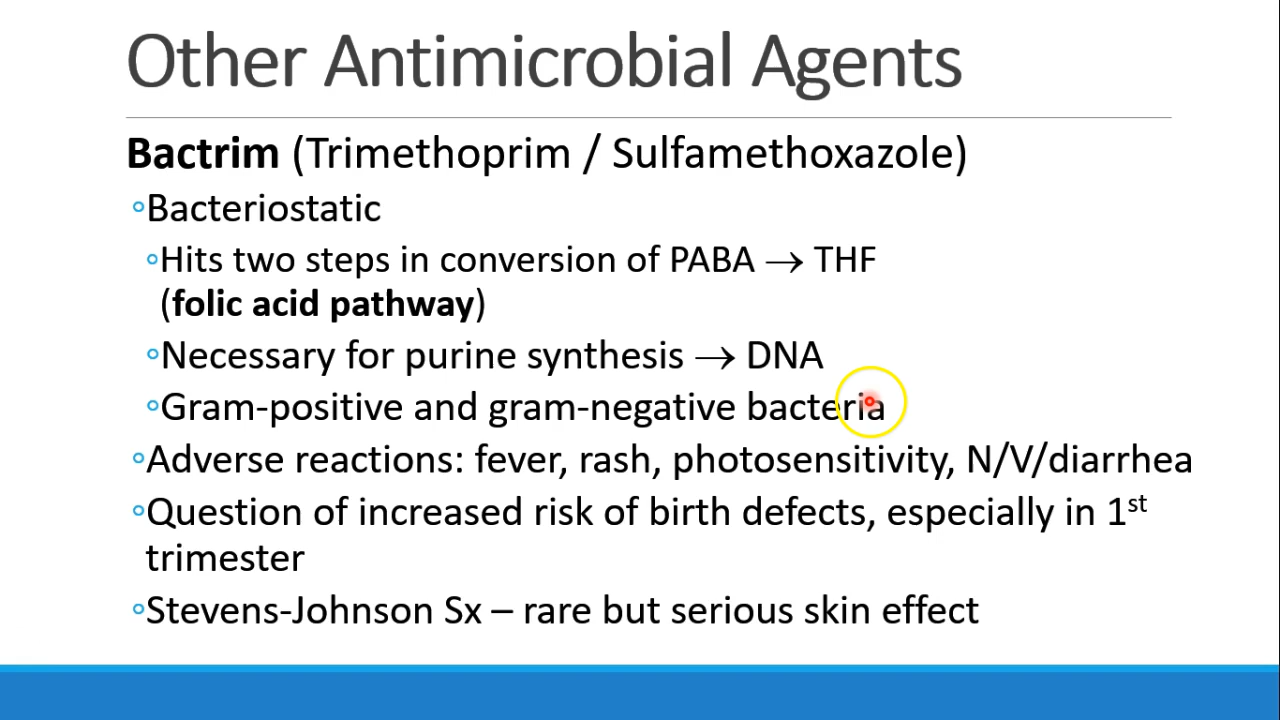 Other Antimicrobial Agents
Bactrim (Trimethoprim / Sulfamethoxazole)
◦Bacteriostatic
◦Hits two steps in conversion of PABA → THF
(folic acid pathway)
◦Necessary for purine synthesis → DNA
◦Gram-positive and gram-negative bacteria
◦Adverse reactions: fever, rash, photosensitivity, N/V/diarrhea
◦Question of increased risk of birth defects, especially in 1st
trimester
◦Stevens-Johnson Sx – rare but serious skin effect